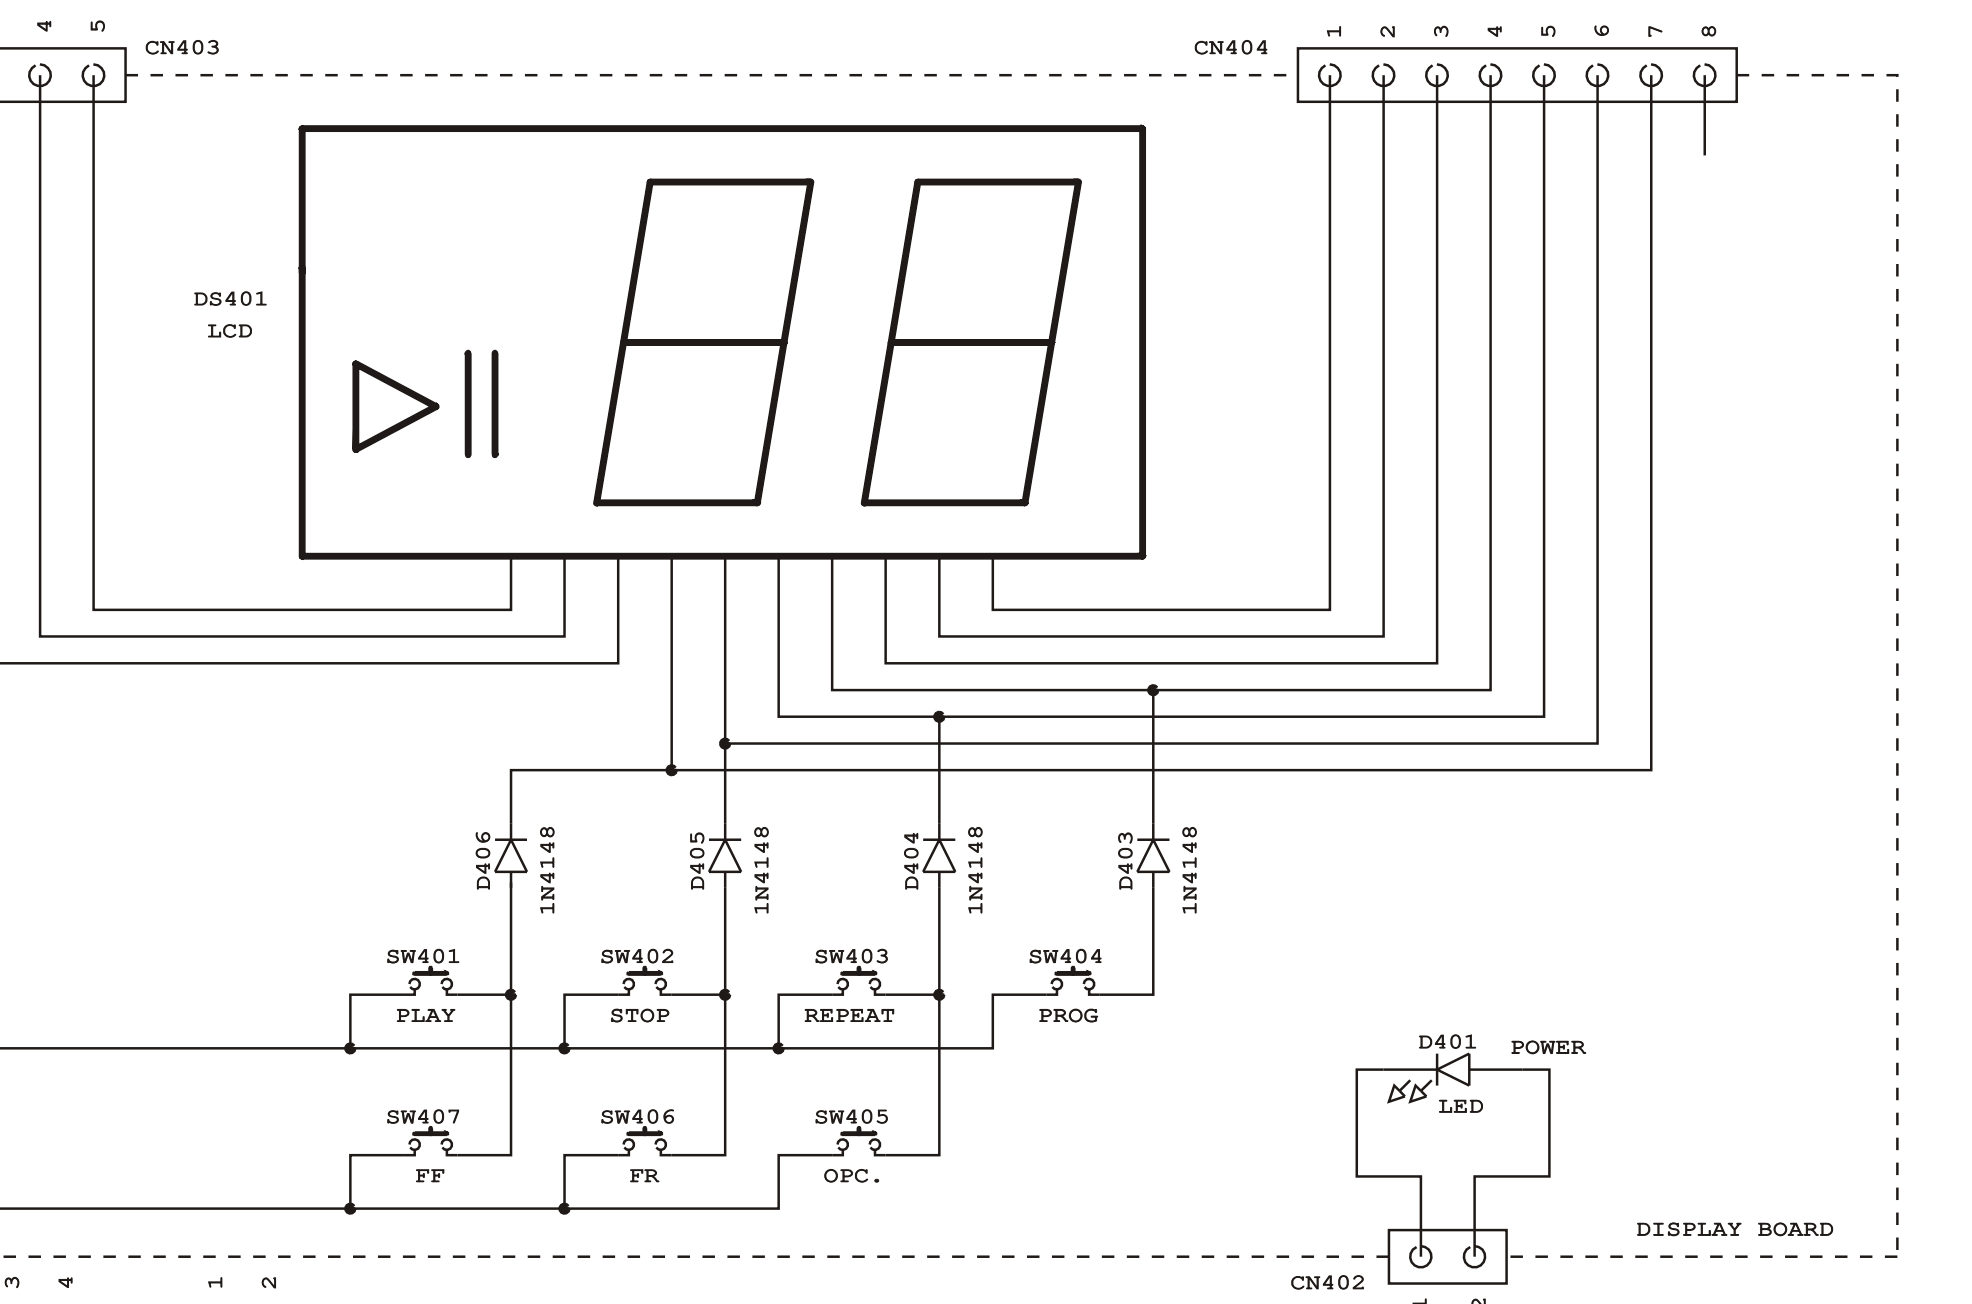 4 5
CN403
CN404
1 2 3 4 5 6 7 8
DS401
LCD
D406
1N4148
D405
1N4148
D404
1N4148
D403
1N4148
SW401
PLAY
SW402
STOP
SW403
REPEAT
SW404
PROG
D401
POWER
LED
SW407
FF
SW406
FR
SW405
OPC.
DISPLAY BOARD
CN402
3 4 1 2
1 2